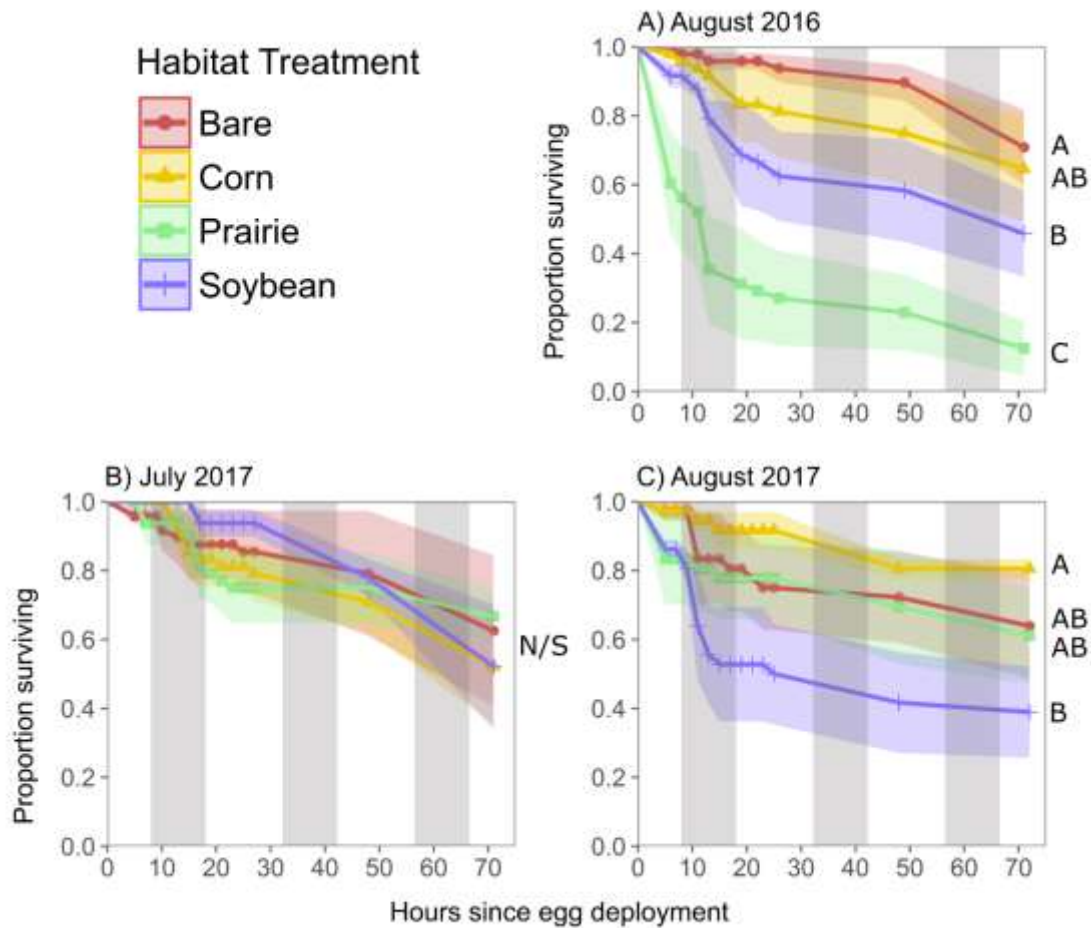 Habitat Treatment
Bare
Corn
Prairie
Soybean
A) August 2016
Proportion surviving
1.0
0.8
0.6
0.4
0.2
0.0
0 10 20 30 40 50 60 70
A
AB
B
C
B) July 2017
Proportion surviving
1.0
0.8
0.6
0.4
0.2
0.0
0 10 20 30 40 50 60 70
N/S
C) August 2017
1.0
0.8
0.6
0.4
0.2
0.0
0 10 20 30 40 50 60 70
A
AB
AB
B
Hours since egg deployment